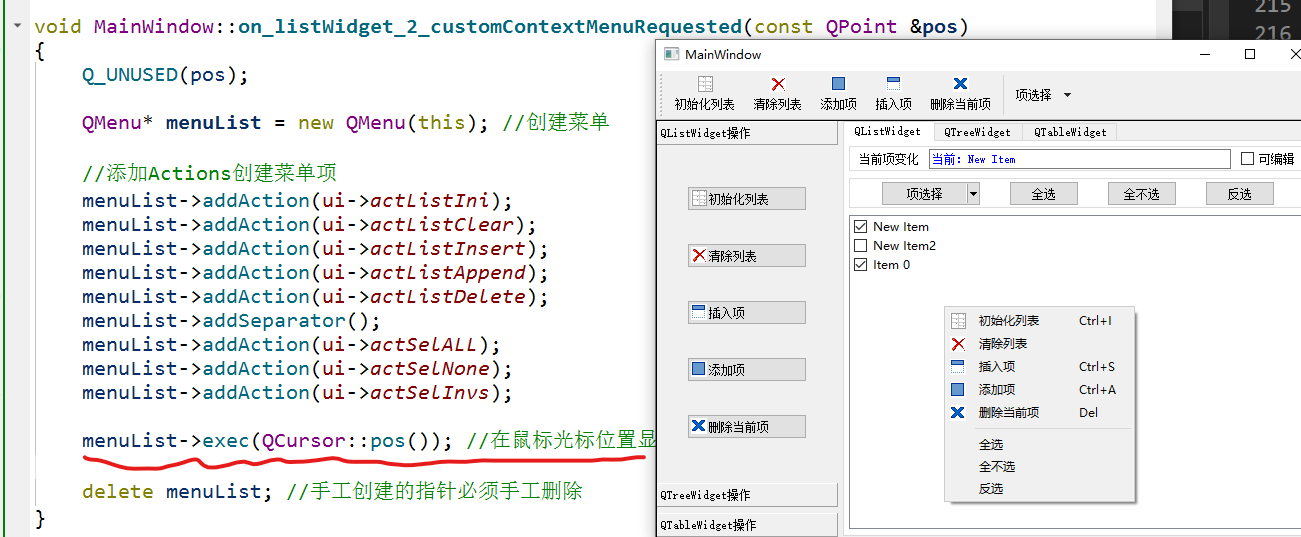 void MainWindow::on_listWidget_2_customContextMenuRequested(const QPoint &pos)
{
Q_UNUSED(pos);
QMenu* menuList = new QMenu(this); //创建菜单
//添加Actions创建菜单项
menuList->addAction(ui->actListIni);
menuList->addAction(ui->actListClear);
menuList->addAction(ui->actListInsert);
menuList->addAction(ui->actListAppend);
menuList->addAction(ui->actListDelete);
menuList->addSeparator();
menuList->addAction(ui->actSelALL);
menuList->addAction(ui->actSelNone);
menuList->addAction(ui->actSelInvs);
menuList->exec(QCursor::pos()); //在鼠标光标位置显
delete menuList; //手工创建的指针必须手工删除
}
215
216
MainWindow
初始化列表 清除列表 添加项 插入项 删除当前项 项选择
QListWidget操作
初始化列表
清除列表
插入项
添加项
删除当前项
QTreeWidget操作
QTableWidget操作
QListWidget QTreeWidget QTableWidget
当前项变化 当前: New Item 可编辑
项选择 全选 全不选 反选
New Item
New Item2
Item 0
初始化列表 Ctrl+I
清除列表
插入项 Ctrl+S
添加项 Ctrl+A
删除当前项 Del
全选
全不选
反选